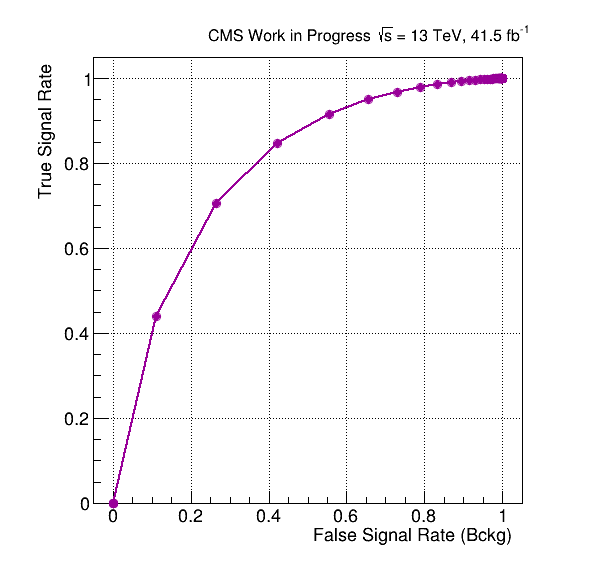 CMS Work in Progress √s = 13 TeV, 41.5 fb⁻¹
True Signal Rate
1
0.8
0.6
0.4
0.2
0
0 0.2 0.4 0.6 0.8 1
False Signal Rate (Bckg)